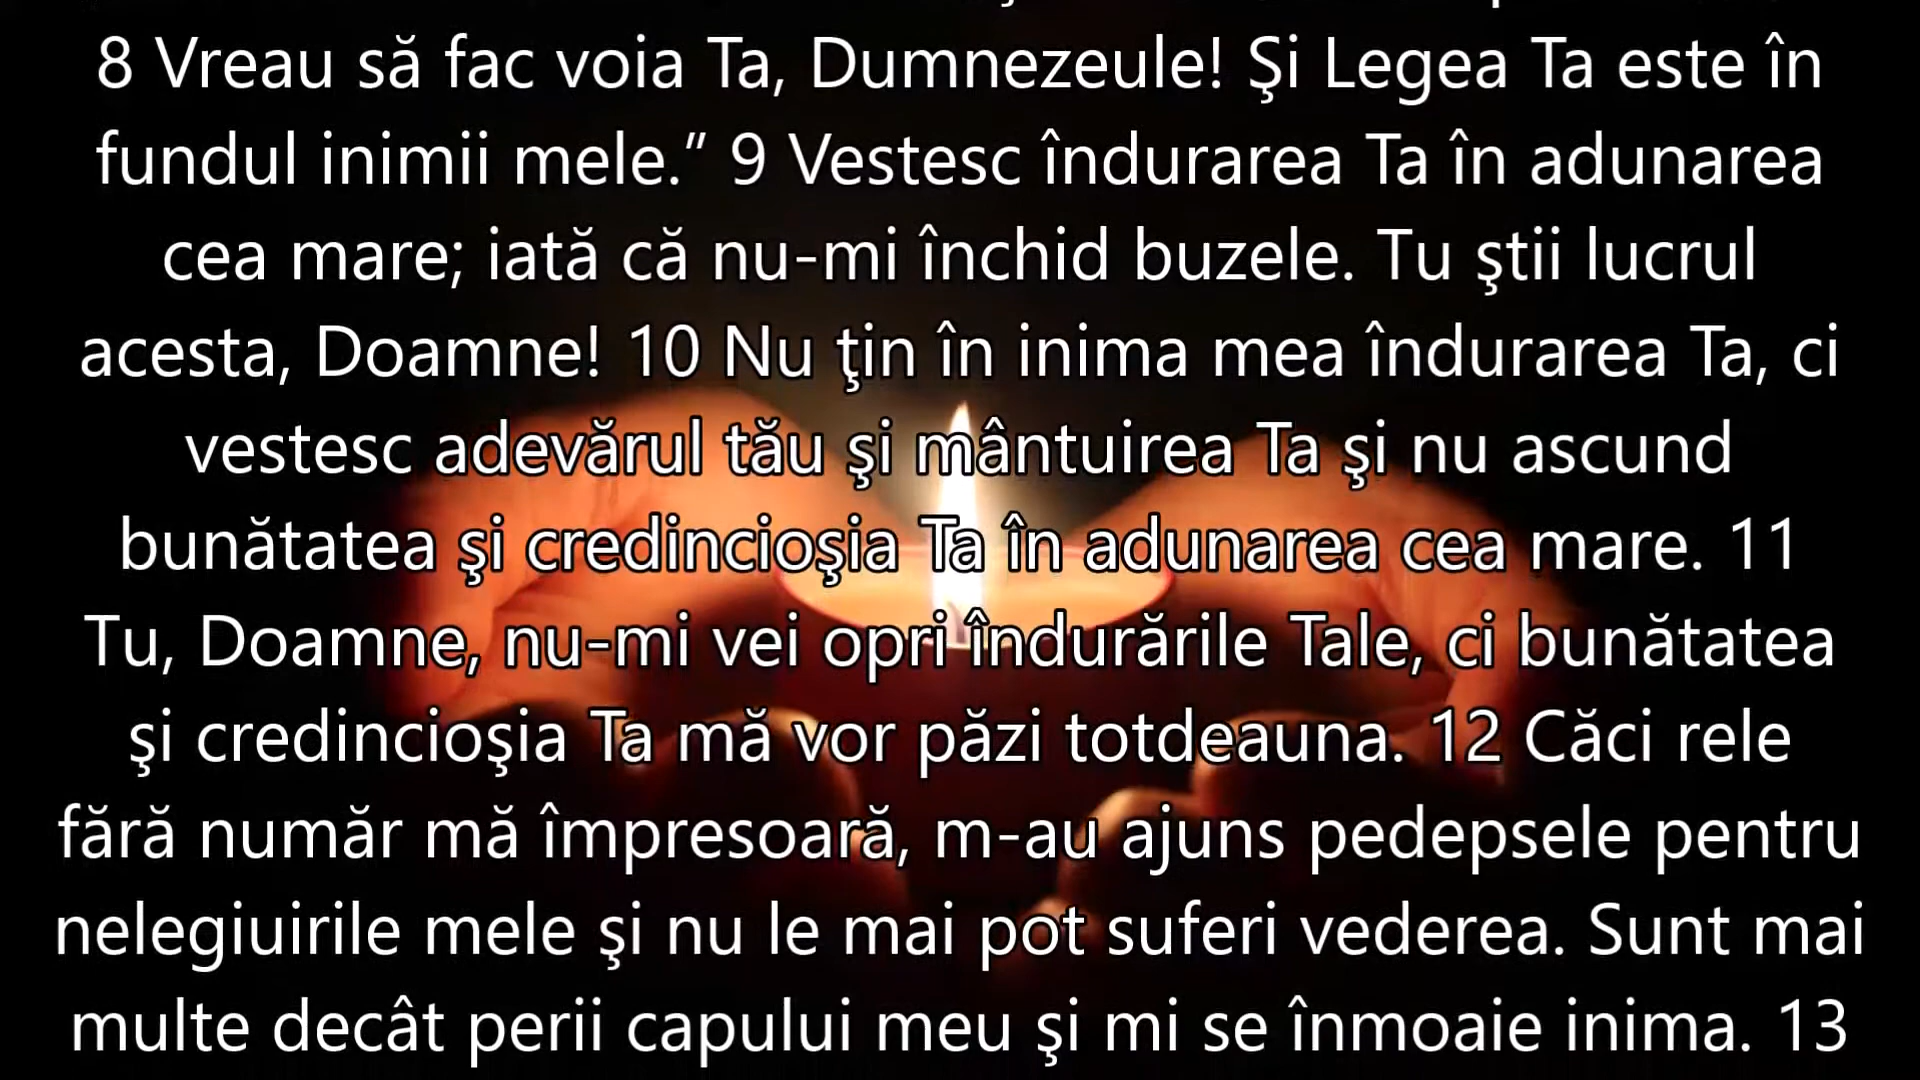 8 Vreau să fac voia Ta, Dumnezeule! Şi Legea Ta este în
fundul inimii mele.” 9 Vestesc îndurarea Ta în adunarea
cea mare; iată că nu-mi închid buzele. Tu ştii lucrul
acesta, Doamne! 10 Nu ţin în inima mea îndurarea Ta, ci
vestesc adevărul tău şi mântuirea Ta şi nu ascund
bunătatea şi credincioşia Ta în adunarea cea mare. 11
Tu, Doamne, nu-mi vei opri îndurările Tale, ci bunătatea
şi credincioşia Ta mă vor păzi totdeauna. 12 Căci rele
fără număr mă împresoară, m-au ajuns pedepsele pentru
nelegiuirile mele şi nu le mai pot suferi vederea. Sunt mai
multe decât perii capului meu şi mi se înmoaie inima. 13